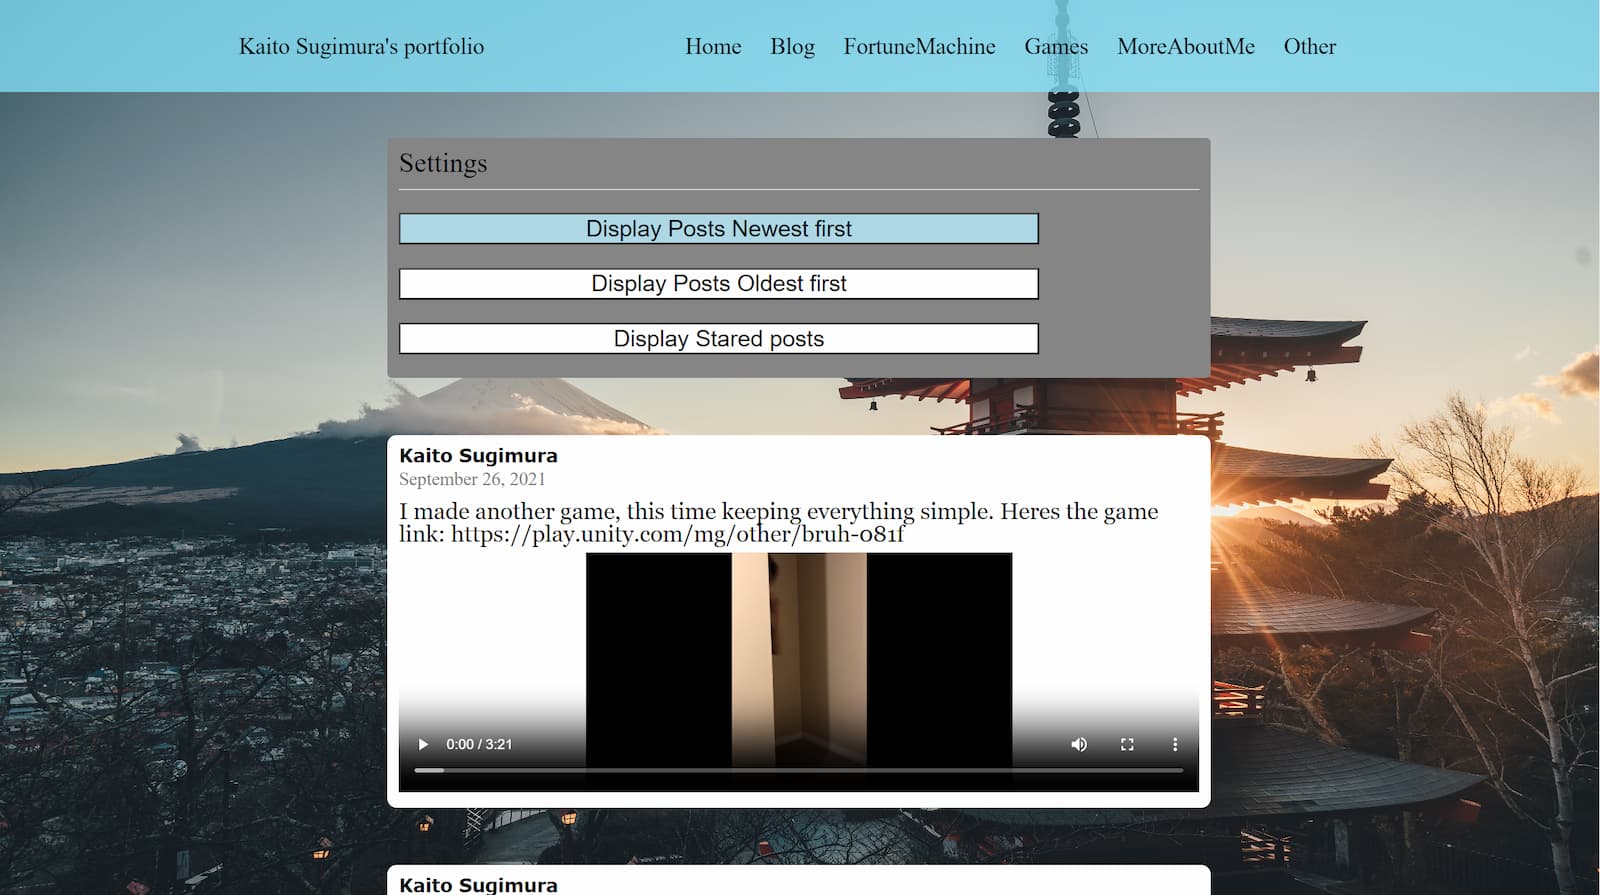 Kaito Sugimura's portfolio
Home Blog FortuneMachine Games MoreAboutMe Other
Settings
Display Posts Newest first
Display Posts Oldest first
Display Stared posts
Kaito Sugimura
September 26, 2021
I made another game, this time keeping everything simple. Heres the game
link: https://play.unity.com/mg/other/bruh-081f
0:00 / 3:21
Kaito Sugimura